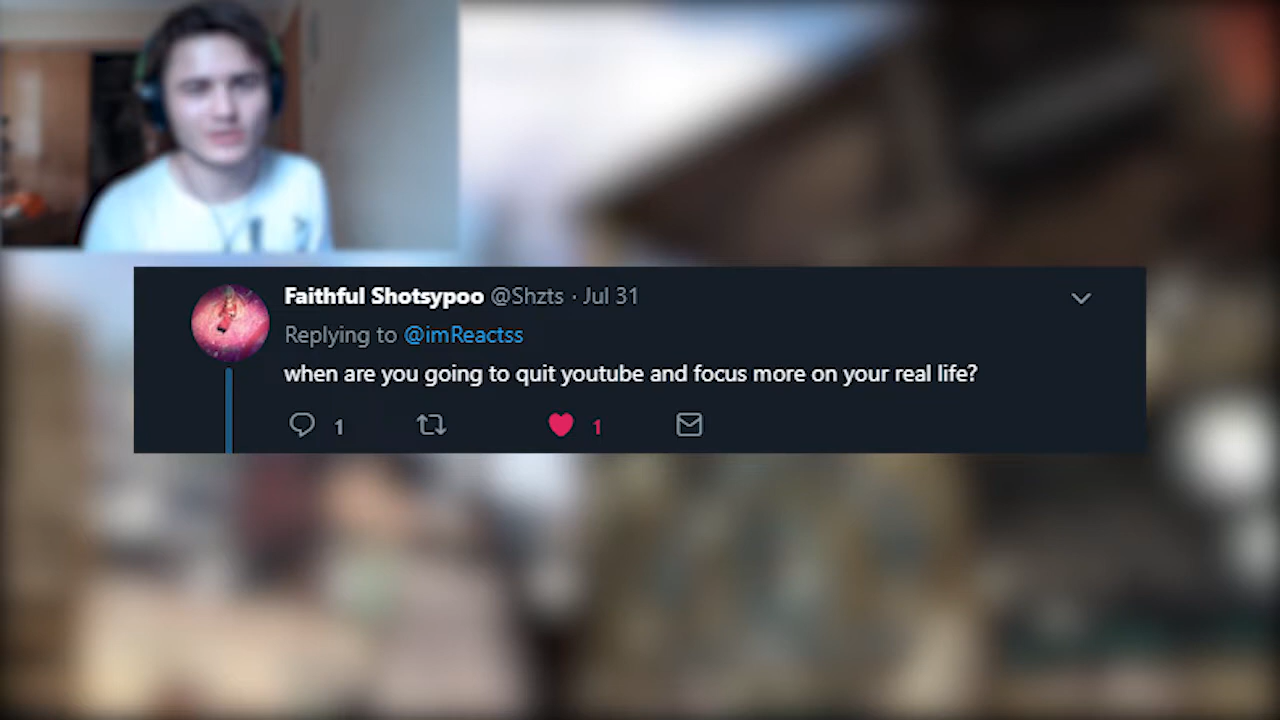 Faithful Shotsypoo @Shzts · Jul 31
Replying to @imReactss
when are you going to quit youtube and focus more on your real life?
1 1